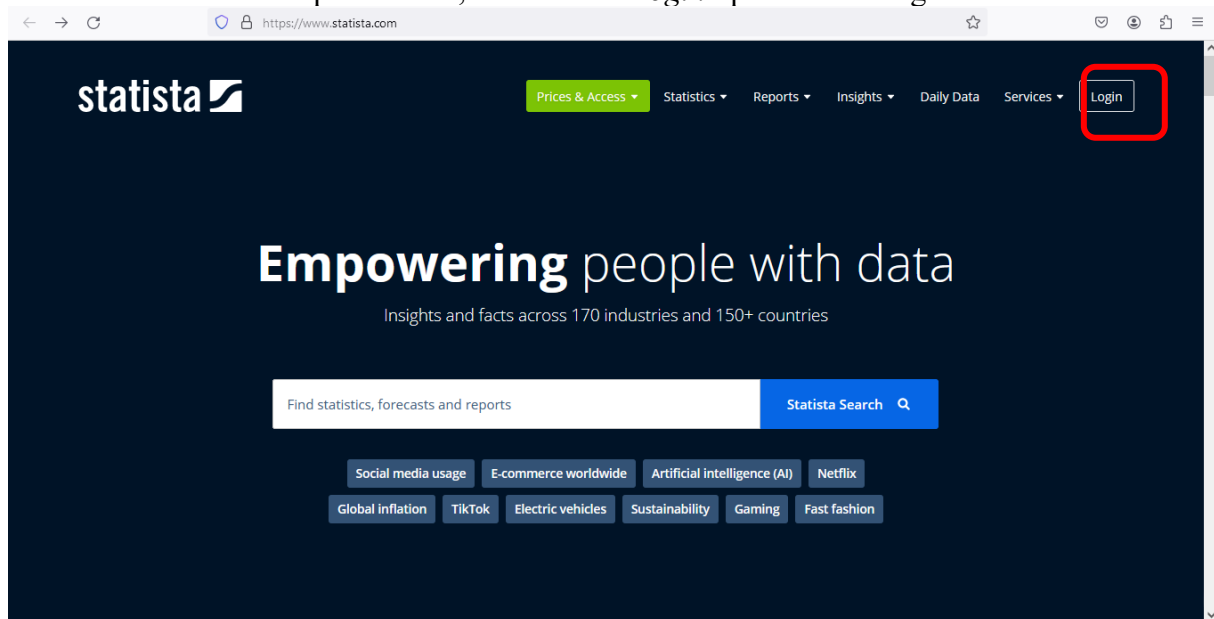 https://www.statista.com
statista
Prices & Access
Statistics
Reports
Insights
Daily Data
Services
Login
Empowering people with data
Insights and facts across 170 industries and 150+ countries
Find statistics, forecasts and reports
Statista Search
Social media usage
E-commerce worldwide
Artificial intelligence (AI)
Netflix
Global inflation
TikTok
Electric vehicles
Sustainability
Gaming
Fast fashion